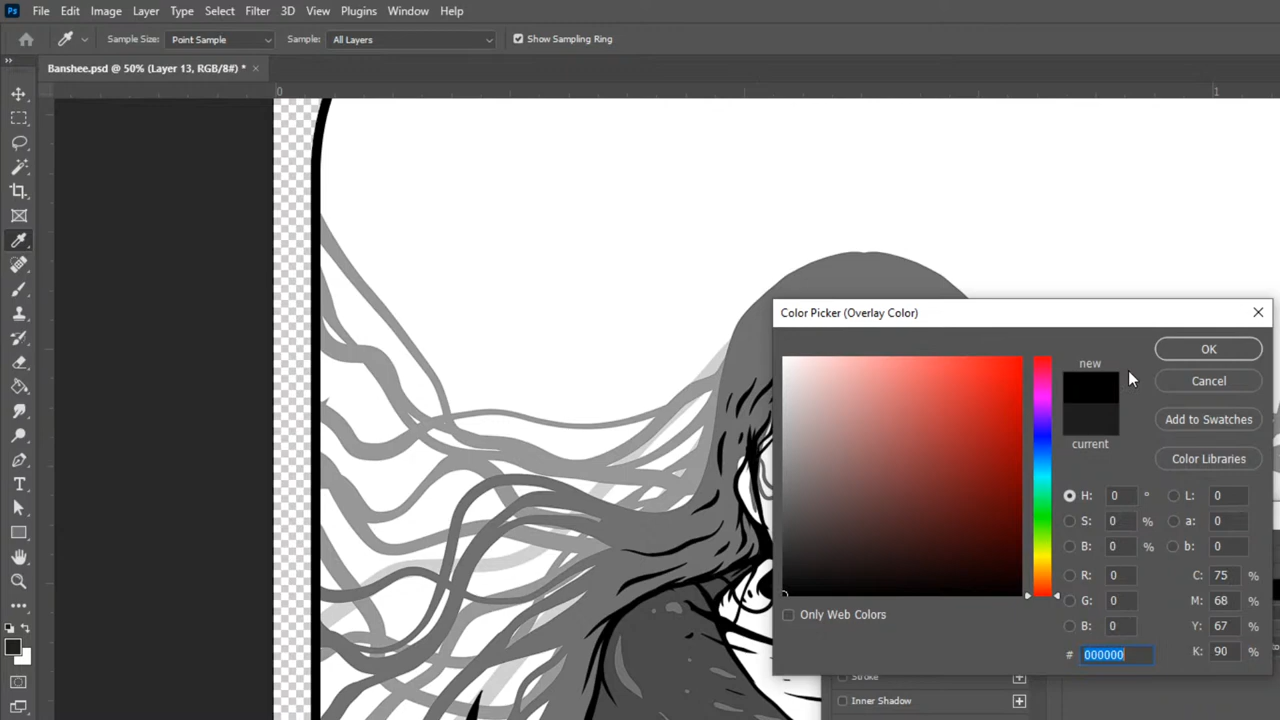 Ps File Edit Image Layer Type Select Filter 3D View Plugins Window Help
Sample Size: Point Sample Sample: All Layers Show Sampling Ring
Banshee.psd @ 50% (Layer 13, RGB/8#) * ×
0 1
Color Picker (Overlay Color)
OK
new
Cancel
Add to Swatches
current
Color Libraries
H: 0 ° L: 0
S: 0 % a: 0
B: 0 % b: 0
R: 0 C: 75 %
G: 0 M: 68 %
Only Web Colors
B: 0 Y: 67 %
# 000000 K: 90 %
Stroke
Inner Shadow